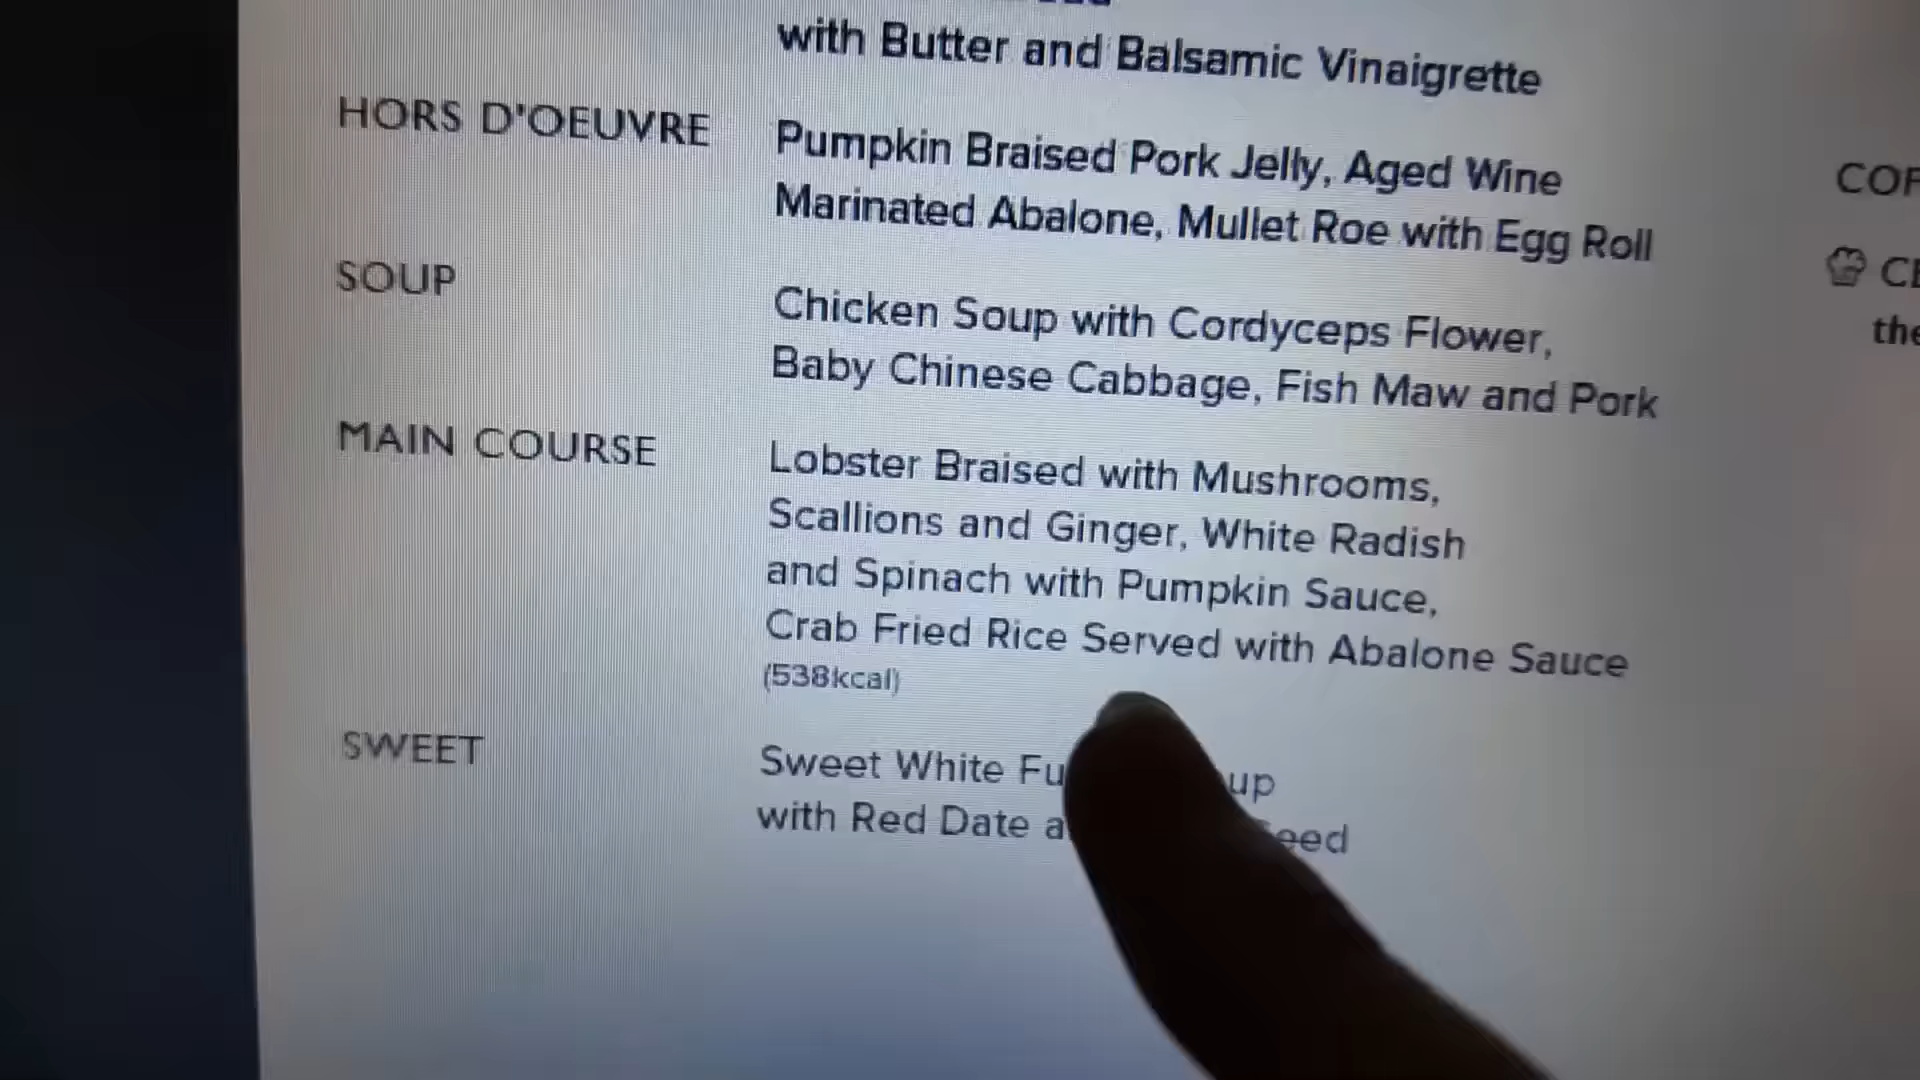 with Butter and Balsamic Vinaigrette
HORS D'OEUVRE
Pumpkin Braised Pork Jelly, Aged Wine
Marinated Abalone, Mullet Roe with Egg Roll
SOUP
Chicken Soup with Cordyceps Flower,
Baby Chinese Cabbage, Fish Maw and Pork
MAIN COURSE
Lobster Braised with Mushrooms,
Scallions and Ginger, White Radish
and Spinach with Pumpkin Sauce,
Crab Fried Rice Served with Abalone Sauce
(538kcal)
SWEET
Sweet White
with Red Date
the